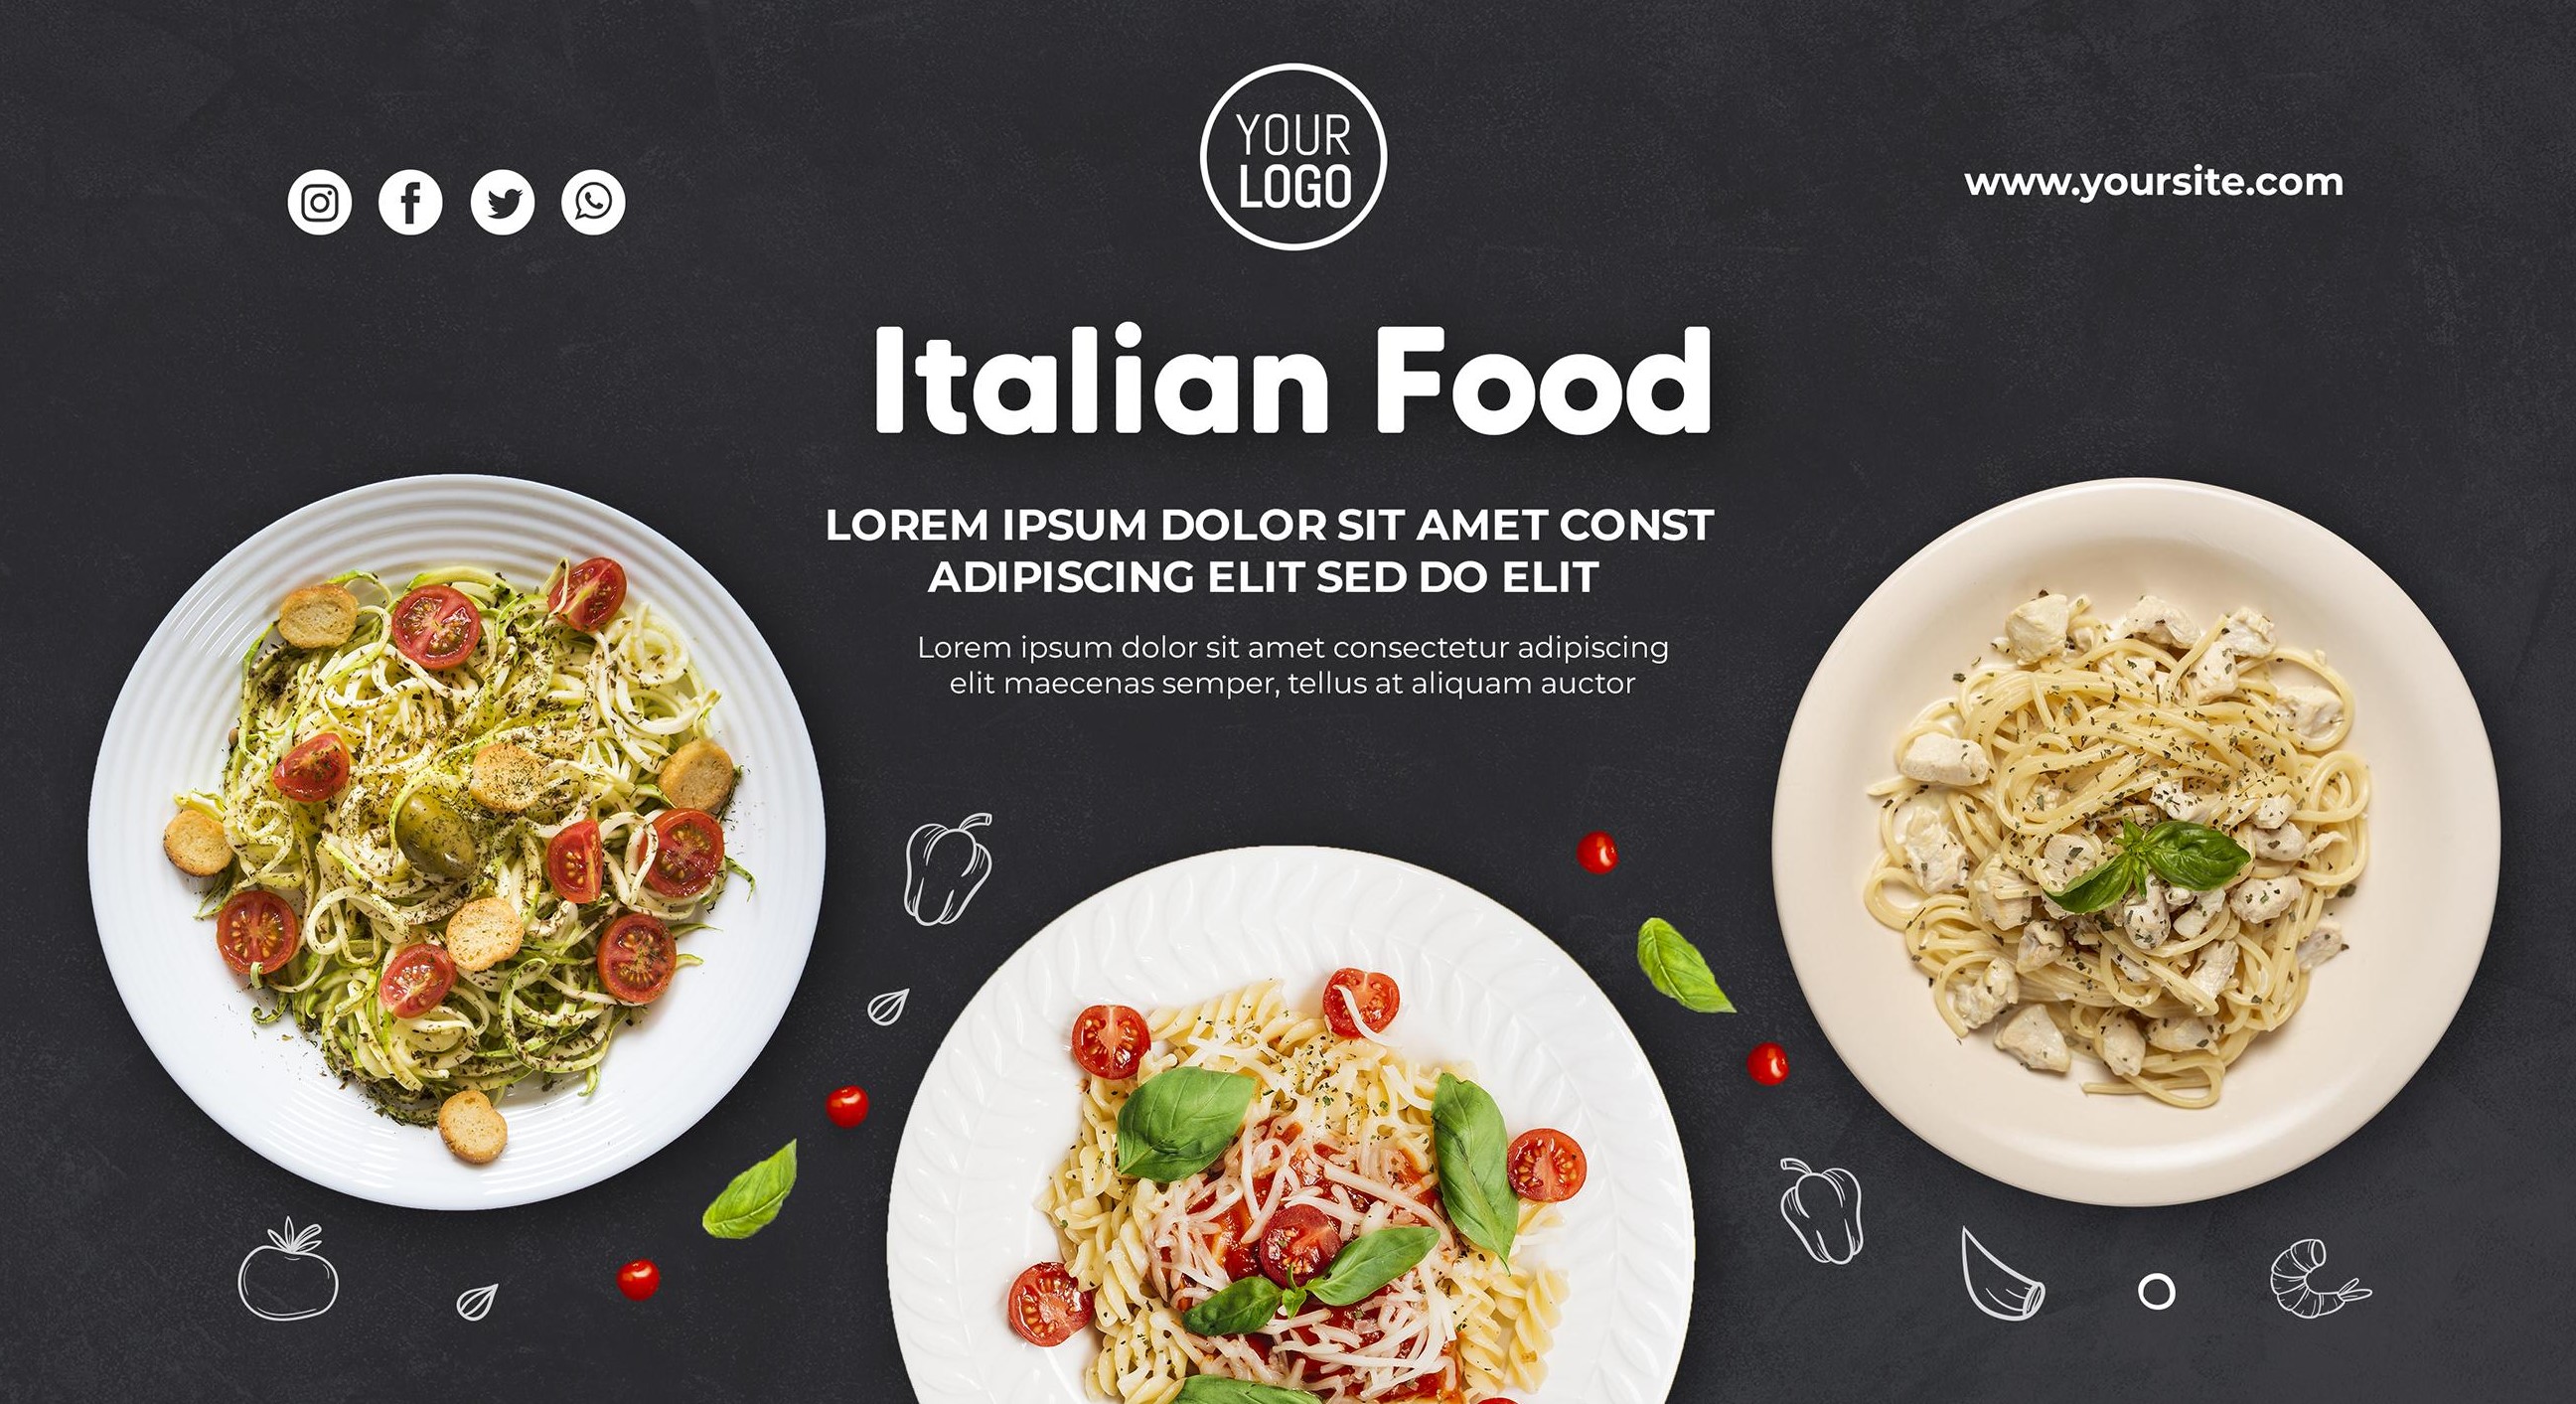 YOUR
LOGO
www.yoursite.com
Italian Food
LOREM IPSUM DOLOR SIT AMET CONST
ADIPISCING ELIT SED DO ELIT
Lorem ipsum dolor sit amet consectetur adipiscing
elit maecenas semper, tellus at aliquam auctor